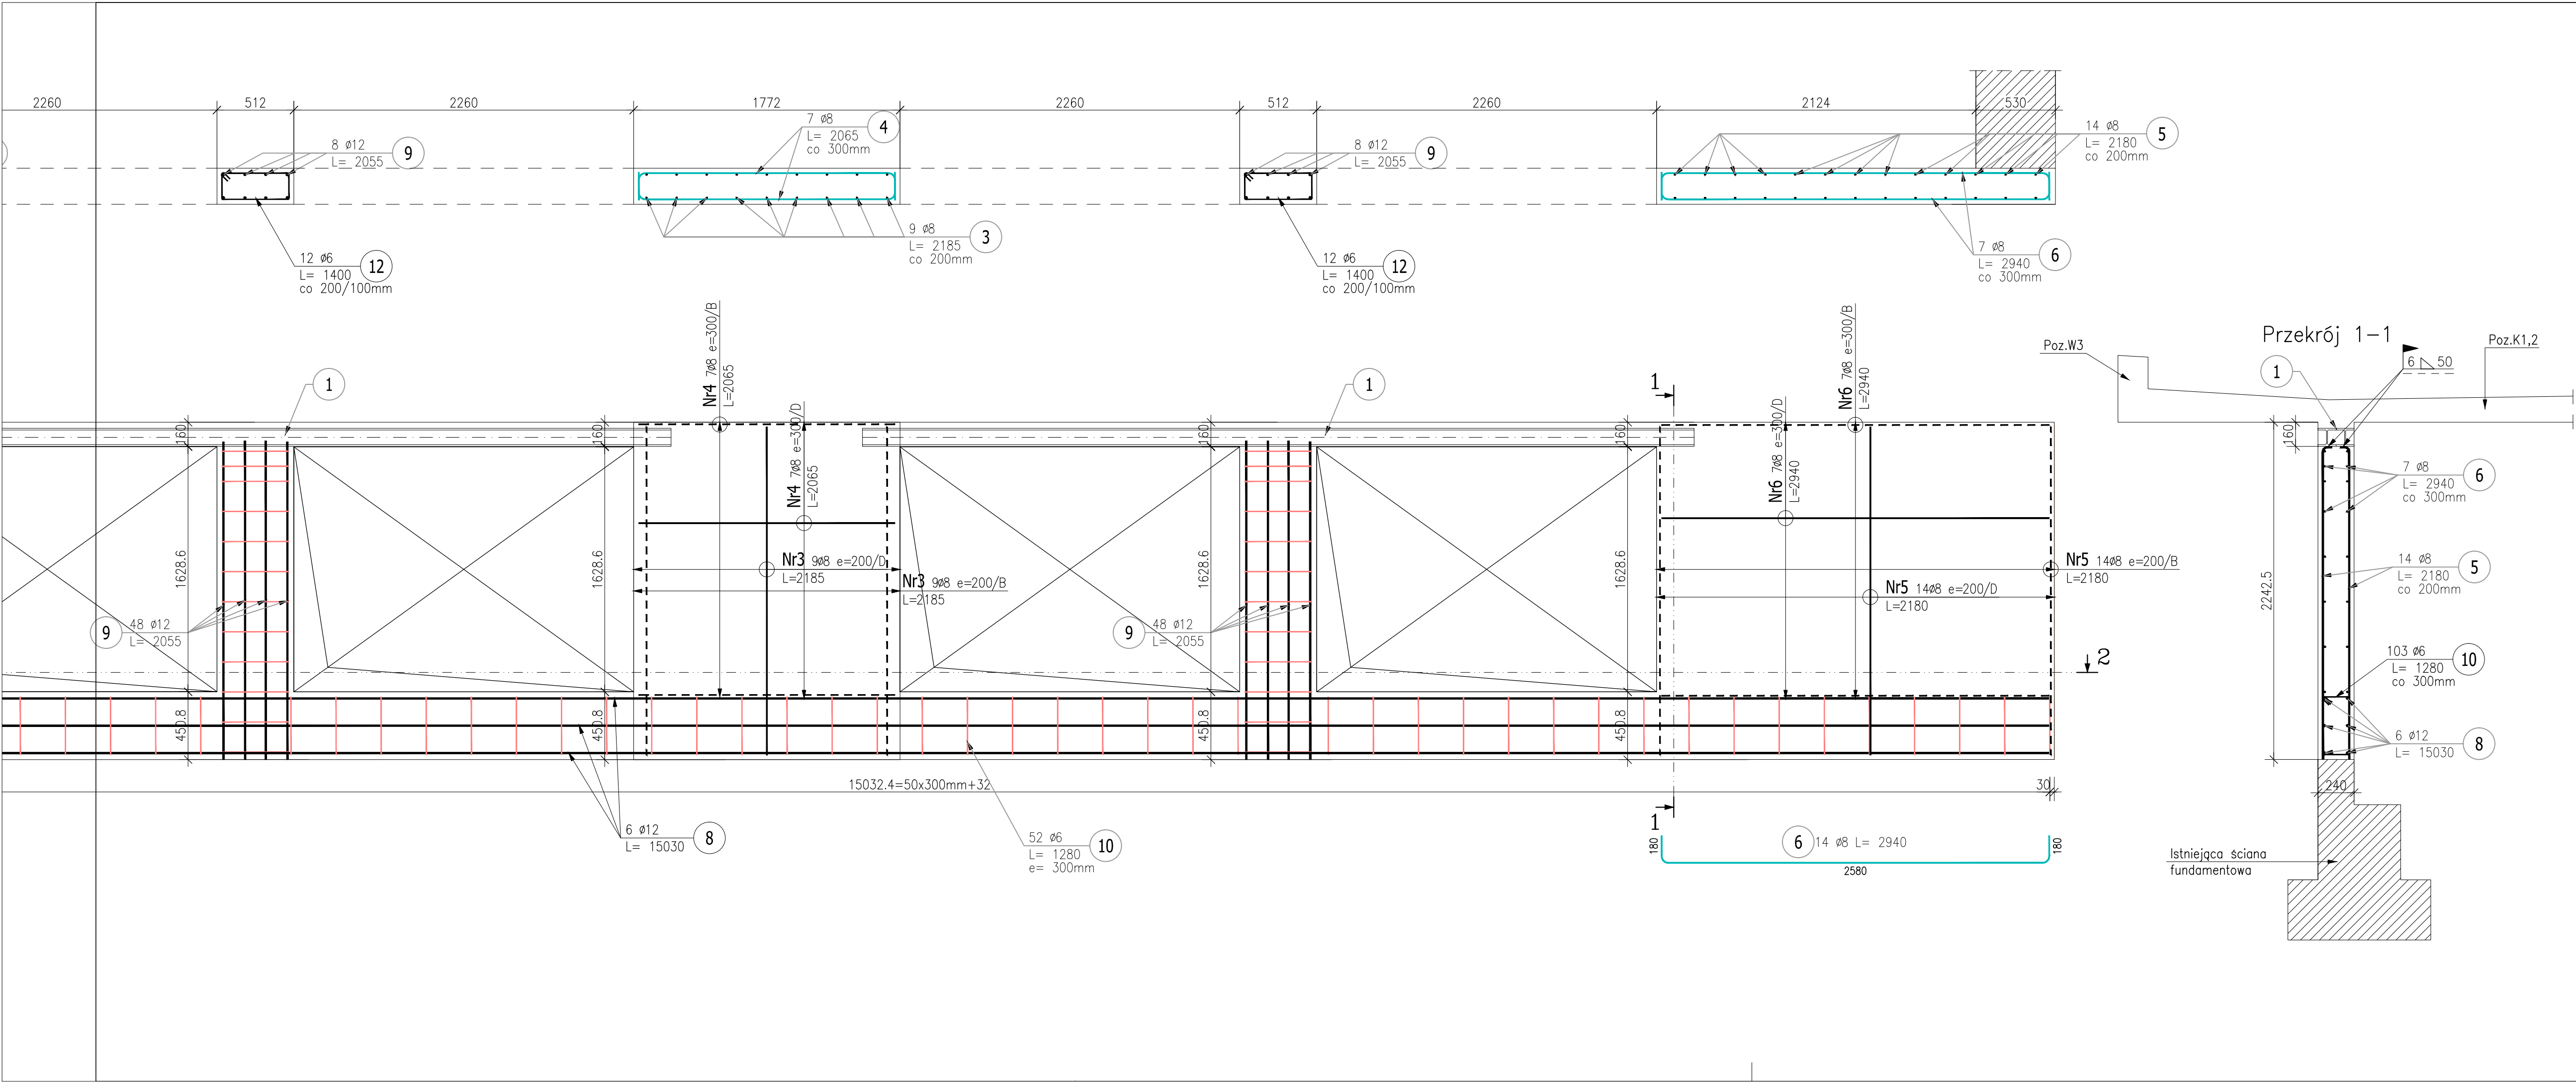 2260
512
2260
1772
2260
512
2260
2124
530
8 ø12
L= 2055
9
7 ø8
L= 2065
co 300mm
4
8 ø12
L= 2055
9
14 ø8
L= 2180
co 200mm
5
9 ø8
L= 2185
co 200mm
3
12 ø6
L= 1400
co 200/100mm
12
12 ø6
L= 1400
co 200/100mm
12
7 ø8
L= 2940
co 300mm
6
Przekrój 1-1
Poz.W3
Poz.K1,2
6 50
1
1
1
1
Nr4 7ø8 e=300/B
L=2065
Nr4 7ø8 e=300/D
L=2065
Nr6 7ø8 e=300/B
L=2940
Nr6 7ø8 e=300/D
L=2940
160
160
160
160
160
7 ø8
L= 2940
co 300mm
6
1628.6
1628.6
1628.6
1628.6
Nr3 9ø8 e=200/D
L=2185
Nr3 9ø8 e=200/B
L=2185
Nr5 14ø8 e=200/B
L=2180
Nr5 14ø8 e=200/D
L=2180
14 ø8
L= 2180
co 200mm
5
2242.5
9
48 ø12
L= 2055
9
48 ø12
L= 2055
2
103 ø6
L= 1280
co 300mm
10
450.8
450.8
450.8
450.8
6 ø12
L= 15030
8
15032.4=50x300mm+32
30
240
1
6 ø12
L= 15030
8
52 ø6
L= 1280
e= 300mm
10
180
6
14 ø8 L= 2940
180
2580
Istniejąca ściana
fundamentowa